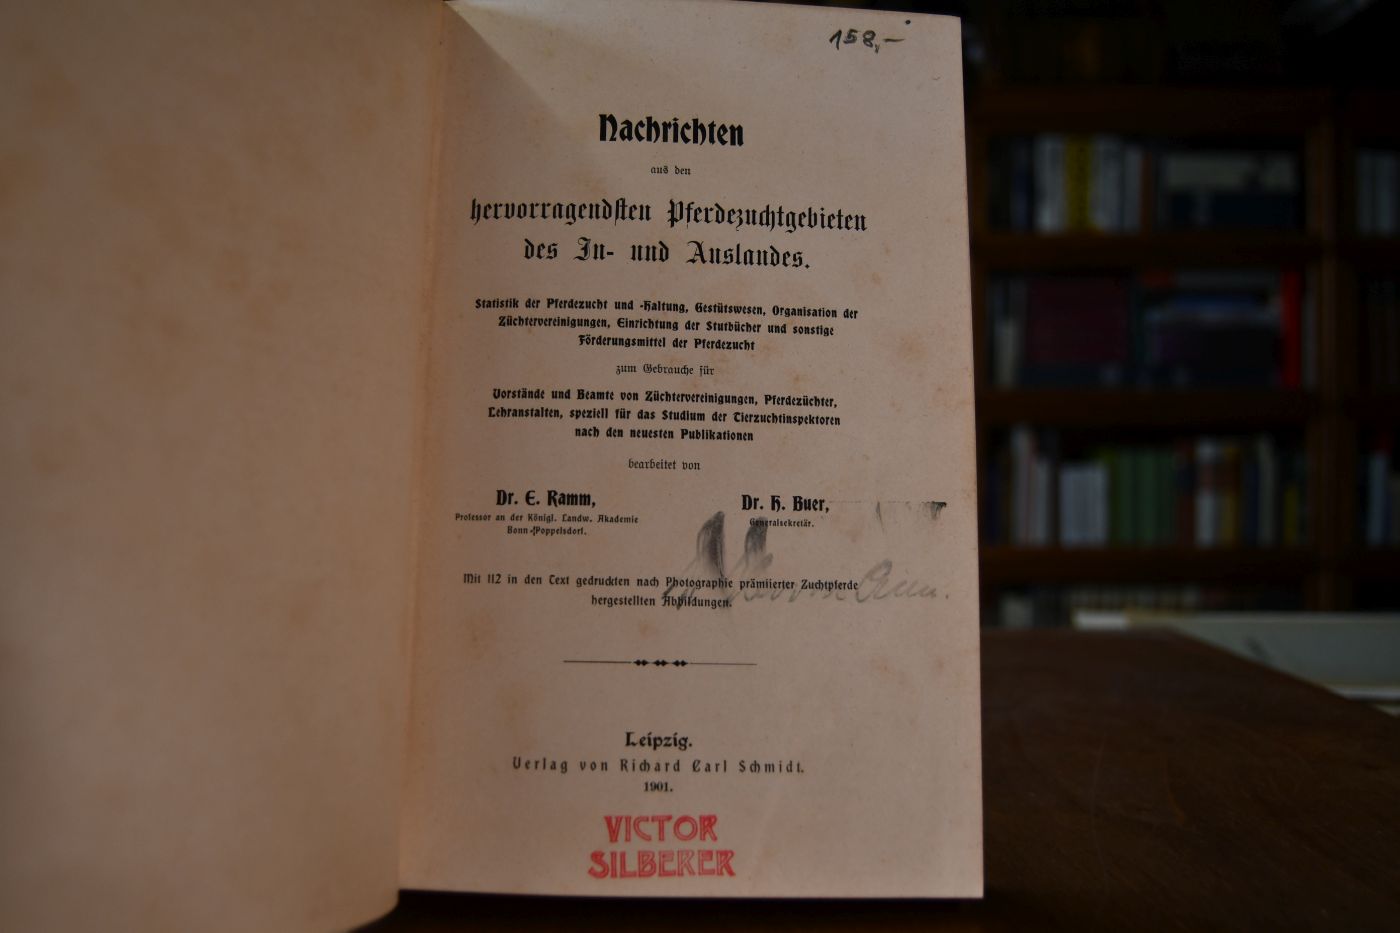 158,-
Nachrichten
aus den
hervorragendsten Pferdezuchtgebieten
des In- und Auslandes.
Statistik der Pferdezucht und -Haltung, Gestütswesen, Organisation der
Züchtervereinigungen, Einrichtung der Stutbücher und sonstige
Förderungsmittel der Pferdezucht
zum Gebrauche für
Vorstände und Beamte von Züchtervereinigungen, Pferdezüchter,
Lehranstalten, speziell für das Studium der Tierzuchtinspektoren
nach den neuesten Publikationen
bearbeitet von
Dr. E. Ramm, Dr. H. Buer,
Professor an der Königl. Landw. Akademie Generalsekretär.
Bonn-Poppelsdorf.
Mit 112 in den Text gedruckten nach Photographie prämiierter Zuchtpferde
hergestellten Abbildungen.
Leipzig.
Verlag von Richard Carl Schmidt.
1901.
VICTOR
SILBERER